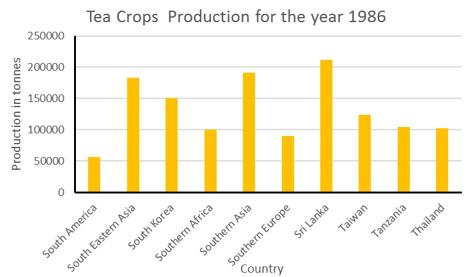 Tea Crops  Production for the year 1986
Production in tonnes
250000
200000
150000
100000
50000
0
South America
South Eastern Asia
South Korea
Southern Africa
Southern Asia
Southern Europe
Sri Lanka
Taiwan
Tanzania
Thailand
Country